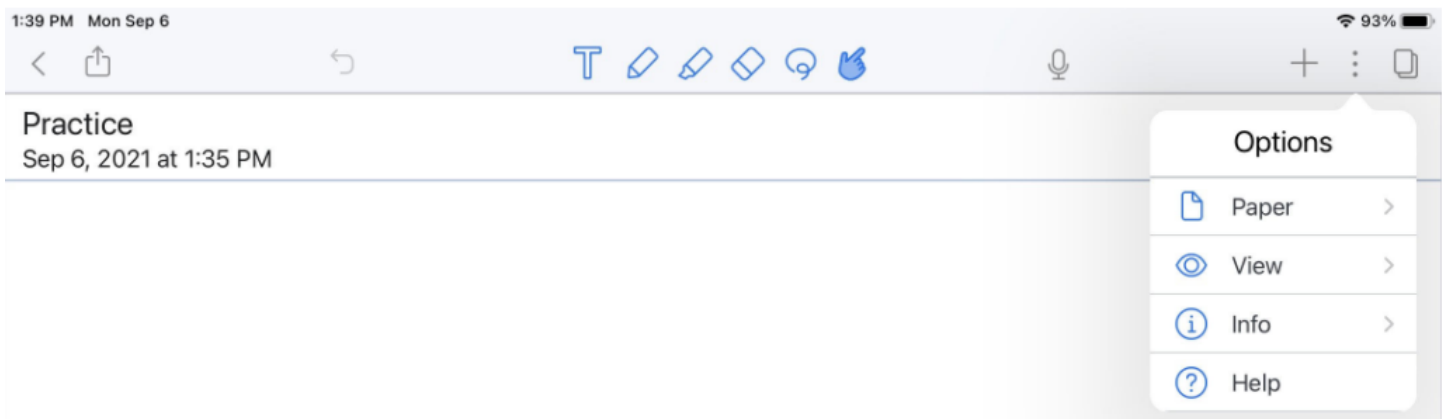 1:39 PM Mon Sep 6 93%
T
Practice
Sep 6, 2021 at 1:35 PM
Options
Paper
View
Info
Help